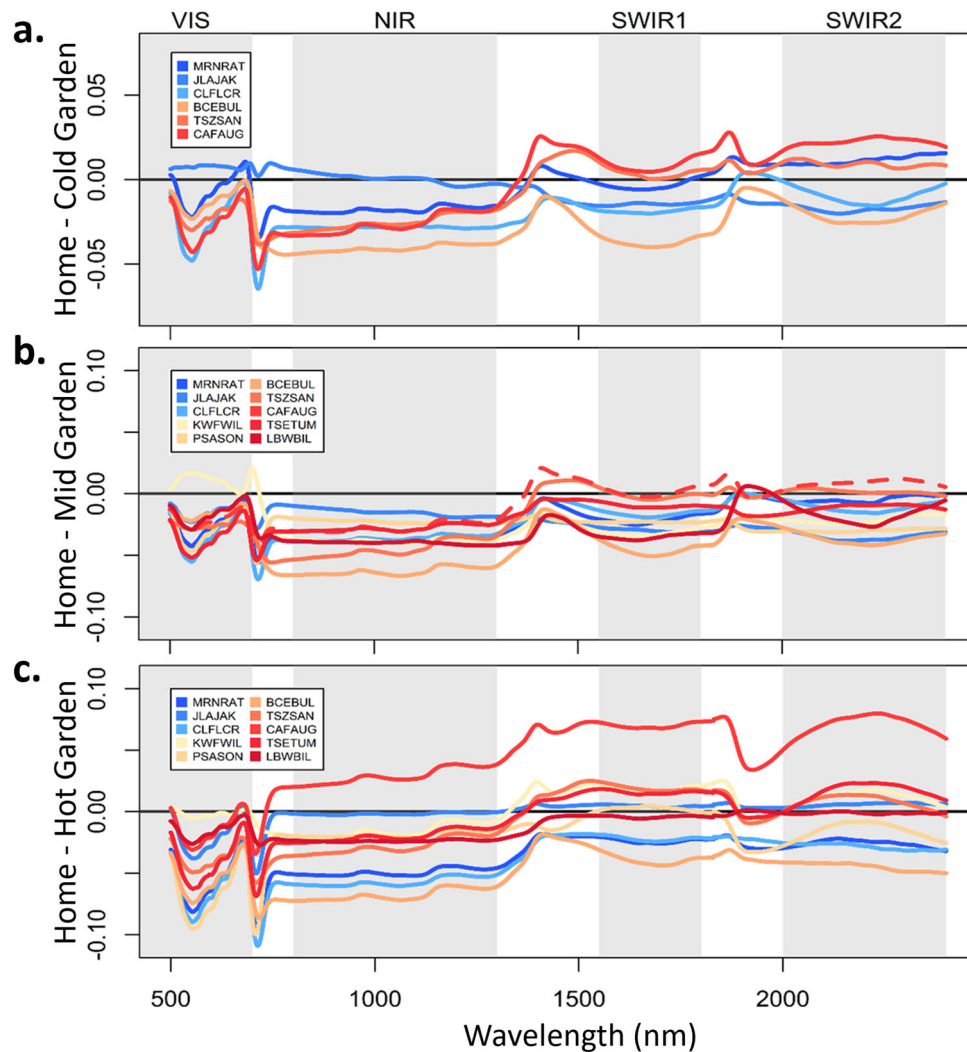 VIS NIR SWIR1 SWIR2
a.
Home - Cold Garden
0.05
0.00
-0.05
MRNRAT
JLAJAK
CLFLCR
BCEBUL
TSZSAN
CAFAUG
b.
Home - Mid Garden
0.10
0.00
-0.10
MRNRAT BCEBUL
JLAJAK TSZSAN
CLFLCR CAFAUG
KWFWIL TSETUM
PSASON LBWBIL
c.
Home - Hot Garden
0.10
0.00
-0.10
MRNRAT BCEBUL
JLAJAK TSZSAN
CLFLCR CAFAUG
KWFWIL TSETUM
PSASON LBWBIL
500 1000 1500 2000
Wavelength (nm)